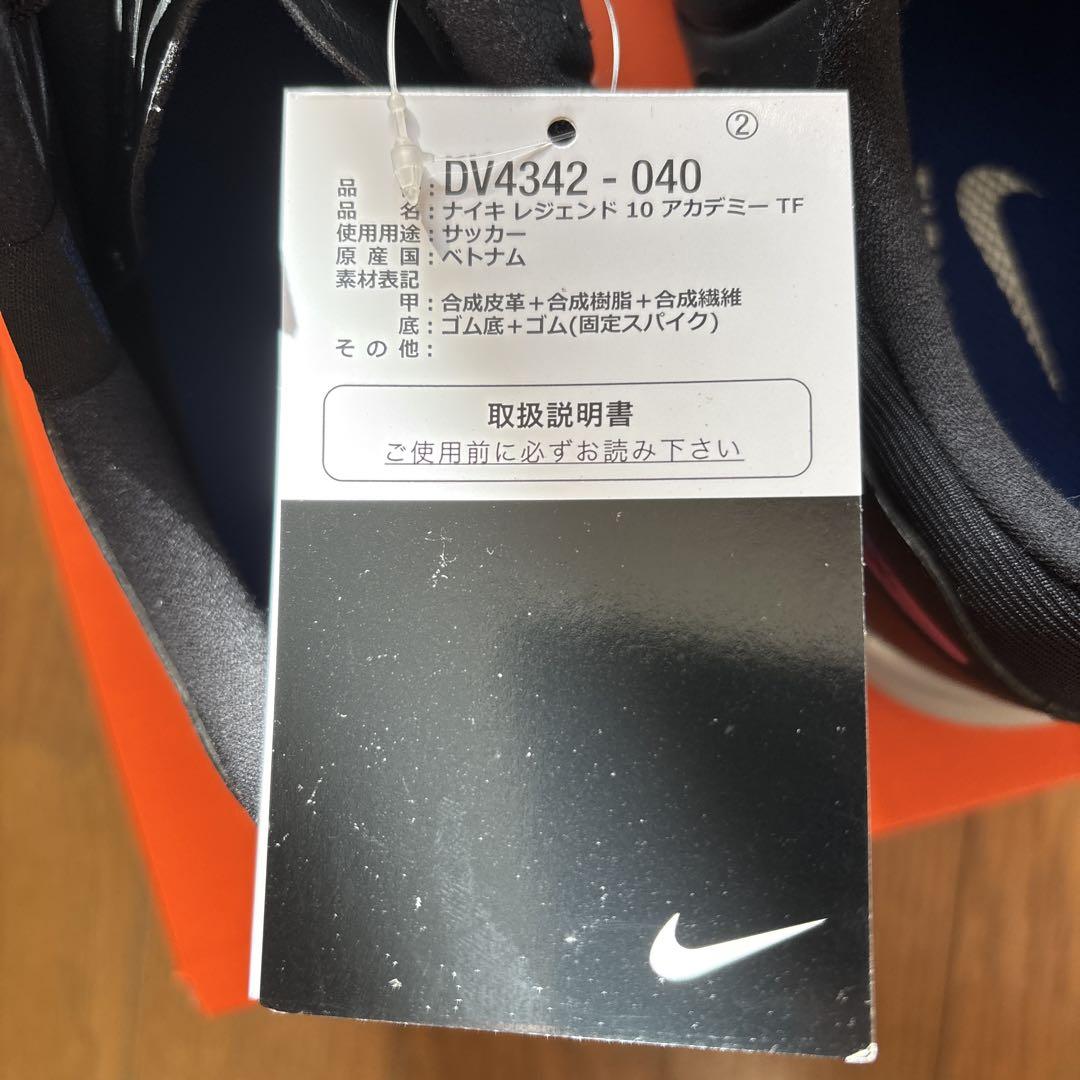 ②
品 : DV4342 - 040
品 名 : ナイキ レジェンド 10 アカデミー TF
使用用途 : サッカー
原 産 国 : ベトナム
素材表記
甲 : 合成皮革＋合成樹脂＋合成繊維
底 : ゴム底＋ゴム(固定スパイク)
そ の 他 :
取扱説明書
ご使用前に必ずお読み下さい